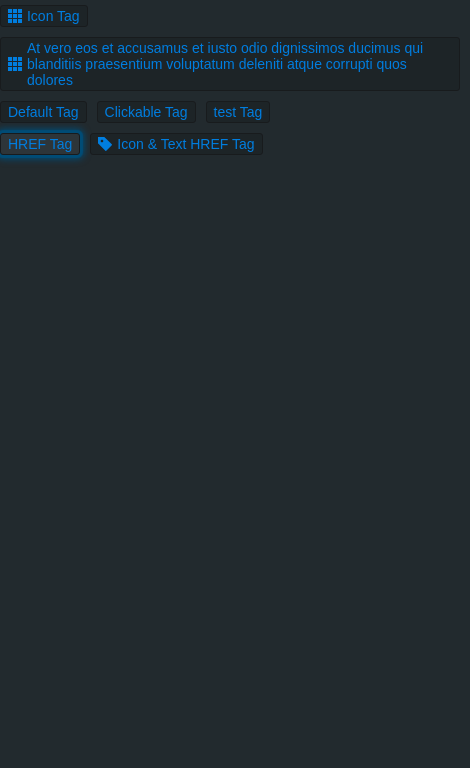 Icon Tag
At vero eos et accusamus et iusto odio dignissimos ducimus qui
blanditiis praesentium voluptatum deleniti atque corrupti quos
dolores
Default Tag Clickable Tag test Tag
HREF Tag Icon & Text HREF Tag